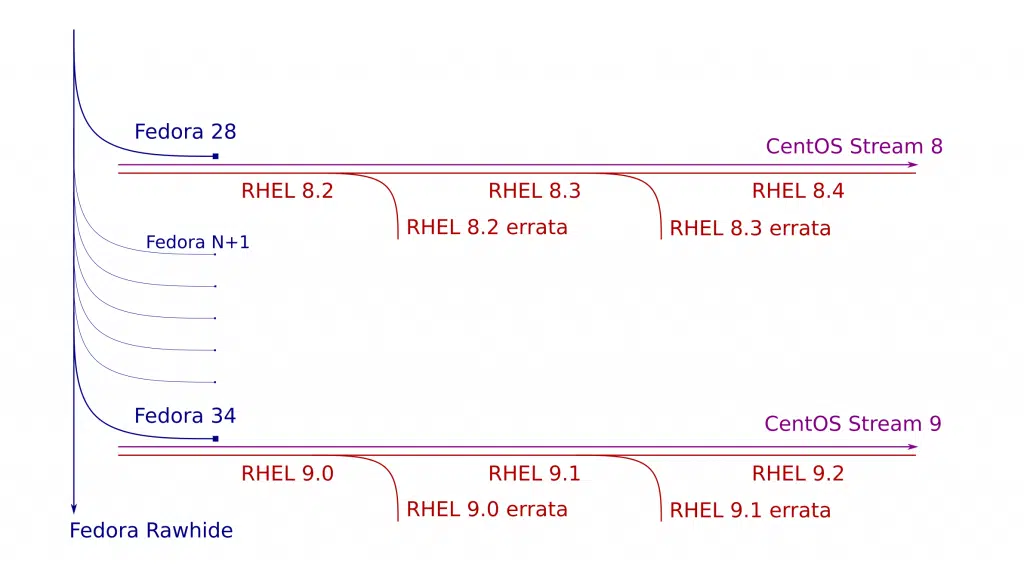 Fedora 28
CentOS Stream 8
RHEL 8.2
RHEL 8.3
RHEL 8.4
RHEL 8.2 errata
RHEL 8.3 errata
Fedora N+1
Fedora 34
CentOS Stream 9
RHEL 9.0
RHEL 9.1
RHEL 9.2
RHEL 9.0 errata
RHEL 9.1 errata
Fedora Rawhide